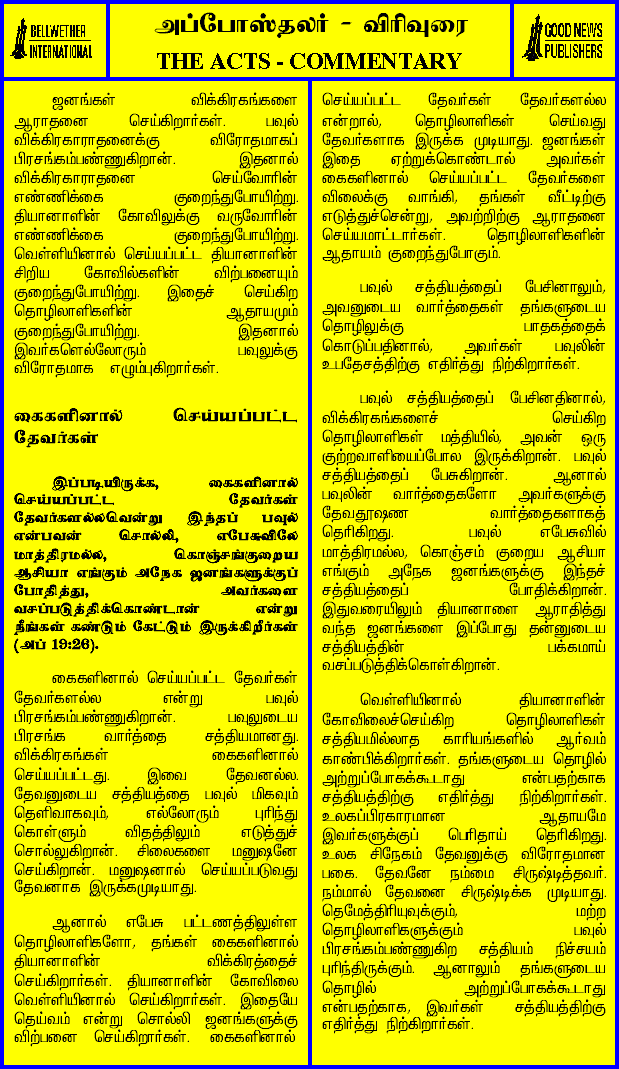 BELLWETHER
INTERNATIONAL
அப்போஸ்தலர் - விரிவுரை
THE ACTS - COMMENTARY
GOOD NEWS
PUBLISHERS
ஜனங்கள் விக்கிரகங்களை
ஆராதனை செய்கிறார்கள். பவுல்
விக்கிரகாராதனைக்கு விரோதமாகப்
பிரசங்கம்பண்ணுகிறான். இதனால்
விக்கிரகாராதனை செய்வோரின்
எண்ணிக்கை குறைந்துபோயிற்று.
தியானாளின் கோவிலுக்கு வருவோரின்
எண்ணிக்கை குறைந்துபோயிற்று.
வெள்ளியினால் செய்யப்பட்ட தியானாளின்
சிறிய கோவில்களின் விற்பனையும்
குறைந்துபோயிற்று. இதைச் செய்கிற
தொழிலாளிகளின் ஆதாயமும்
குறைந்துபோயிற்று. இதனால்
இவர்களெல்லோரும் பவுலுக்கு
விரோதமாக எழும்புகிறார்கள்.
கைகளினால் செய்யப்பட்ட
தேவர்கள்
இப்படியிருக்க, கைகளினால்
செய்யப்பட்ட தேவர்கள்
தேவர்களல்லவென்று இந்தப் பவுல்
என்பவன் சொல்லி, எபேசுவிலே
மாத்திரமல்ல, கொஞ்சங்குறைய
ஆசியா எங்கும் அநேக ஜனங்களுக்குப்
போதித்து, அவர்களை
வசப்படுத்திக்கொண்டான் என்று
நீங்கள் கண்டும் கேட்டும் இருக்கிறீர்கள்
(அப் 19:26).
கைகளினால் செய்யப்பட்ட தேவர்கள்
தேவர்களல்ல என்று பவுல்
பிரசங்கம்பண்ணுகிறான். பவுலுடைய
பிரசங்க வார்த்தை சத்தியமானது.
விக்கிரகங்கள் கைகளினால்
செய்யப்பட்டது. இவை தேவனல்ல.
தேவனுடைய சத்தியத்தை பவுல் மிகவும்
தெளிவாகவும், எல்லோரும் புரிந்து
கொள்ளும் விதத்திலும் எடுத்துச்
சொல்லுகிறான். சிலைகளை மனுஷனே
செய்கிறான். மனுஷனால் செய்யப்படுவது
தேவனாக இருக்கமுடியாது.
ஆனால் எபேசு பட்டணத்திலுள்ள
தொழிலாளிகளோ, தங்கள் கைகளினால்
தியானாளின் விக்கிரத்தைச்
செய்கிறார்கள். தியானாளின் கோவிலை
வெள்ளியினால் செய்கிறார்கள். இதையே
தெய்வம் என்று சொல்லி ஜனங்களுக்கு
விற்பனை செய்கிறார்கள். கைகளினால்
செய்யப்பட்ட தேவர்கள் தேவர்களல்ல
என்றால், தொழிலாளிகள் செய்வது
தேவர்களாக இருக்க முடியாது. ஜனங்கள்
இதை ஏற்றுக்கொண்டால் அவர்கள்
கைகளினால் செய்யப்பட்ட தேவர்களை
விலைக்கு வாங்கி, தங்கள் வீட்டிற்கு
எடுத்துச்சென்று, அவற்றிற்கு ஆராதனை
செய்யமாட்டார்கள். தொழிலாளிகளின்
ஆதாயம் குறைந்துபோகும்.
பவுல் சத்தியத்தைப் பேசினாலும்,
அவனுடைய வார்த்தைகள் தங்களுடைய
தொழிலுக்கு பாதகத்தைக்
கொடுப்பதினால், அவர்கள் பவுலின்
உபதேசத்திற்கு எதிர்த்து நிற்கிறார்கள்.
பவுல் சத்தியத்தைப் பேசினதினால்,
விக்கிரகங்களைச் செய்கிற
தொழிலாளிகள் மத்தியில், அவன் ஒரு
குற்றவாளியைப்போல இருக்கிறான். பவுல்
சத்தியத்தைப் பேசுகிறான். ஆனால்
பவுலின் வார்த்தைகளோ அவர்களுக்கு
தேவதூஷண வார்த்தைகளாகத்
தெரிகிறது. பவுல் எபேசுவில்
மாத்திரமல்ல, கொஞ்சம் குறைய ஆசியா
எங்கும் அநேக ஜனங்களுக்கு இந்தச்
சத்தியத்தைப் போதிக்கிறான்.
இதுவரையிலும் தியானாளை ஆராதித்து
வந்த ஜனங்களை இப்போது தன்னுடைய
சத்தியத்தின் பக்கமாய்
வசப்படுத்திக்கொள்கிறான்.
வெள்ளியினால் தியானாளின்
கோவிலைச்செய்கிற தொழிலாளிகள்
சத்தியமில்லாத காரியங்களில் ஆர்வம்
காண்பிக்கிறார்கள். தங்களுடைய தொழில்
அற்றுப்போகக்கூடாது என்பதற்காக
சத்தியத்திற்கு எதிர்த்து நிற்கிறார்கள்.
உலகப்பிரகாரமான ஆதாயமே
இவர்களுக்குப் பெரிதாய் தெரிகிறது.
உலக சிநேகம் தேவனுக்கு விரோதமான
பகை. தேவனே நம்மை சிருஷ்டித்தவர்.
நம்மால் தேவனை சிருஷ்டிக்க முடியாது.
தெமேத்திரியுவுக்கும், மற்ற
தொழிலாளிகளுக்கும் பவுல்
பிரசங்கம்பண்ணுகிற சத்தியம் நிச்சயம்
புரிந்திருக்கும். ஆனாலும் தங்களுடைய
தொழில் அற்றுப்போகக்கூடாது
என்பதற்காக, இவர்கள் சத்தியத்திற்கு
எதிர்த்து நிற்கிறார்கள்.